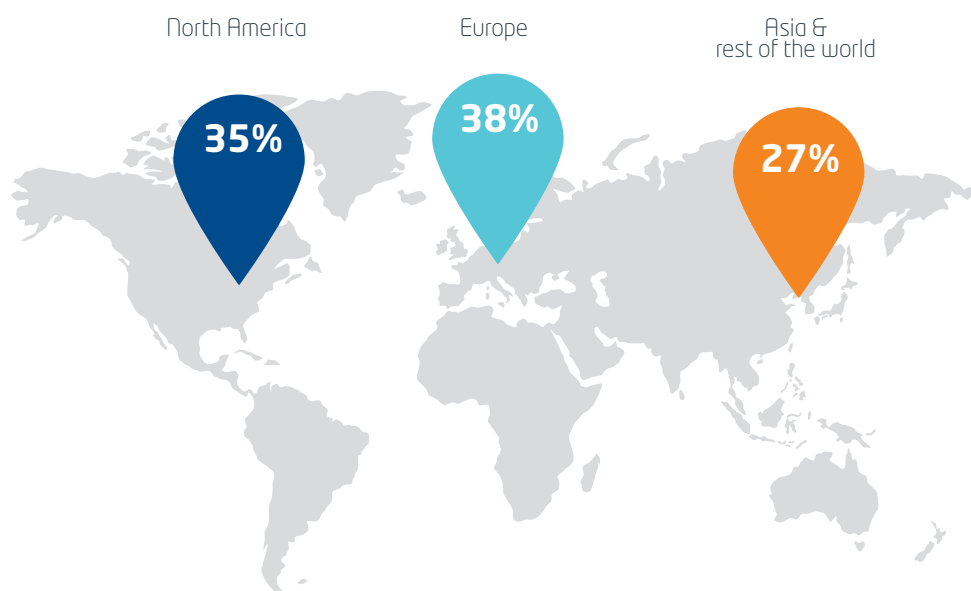 North America
35%
Europe
38%
Asia &
rest of the world
27%